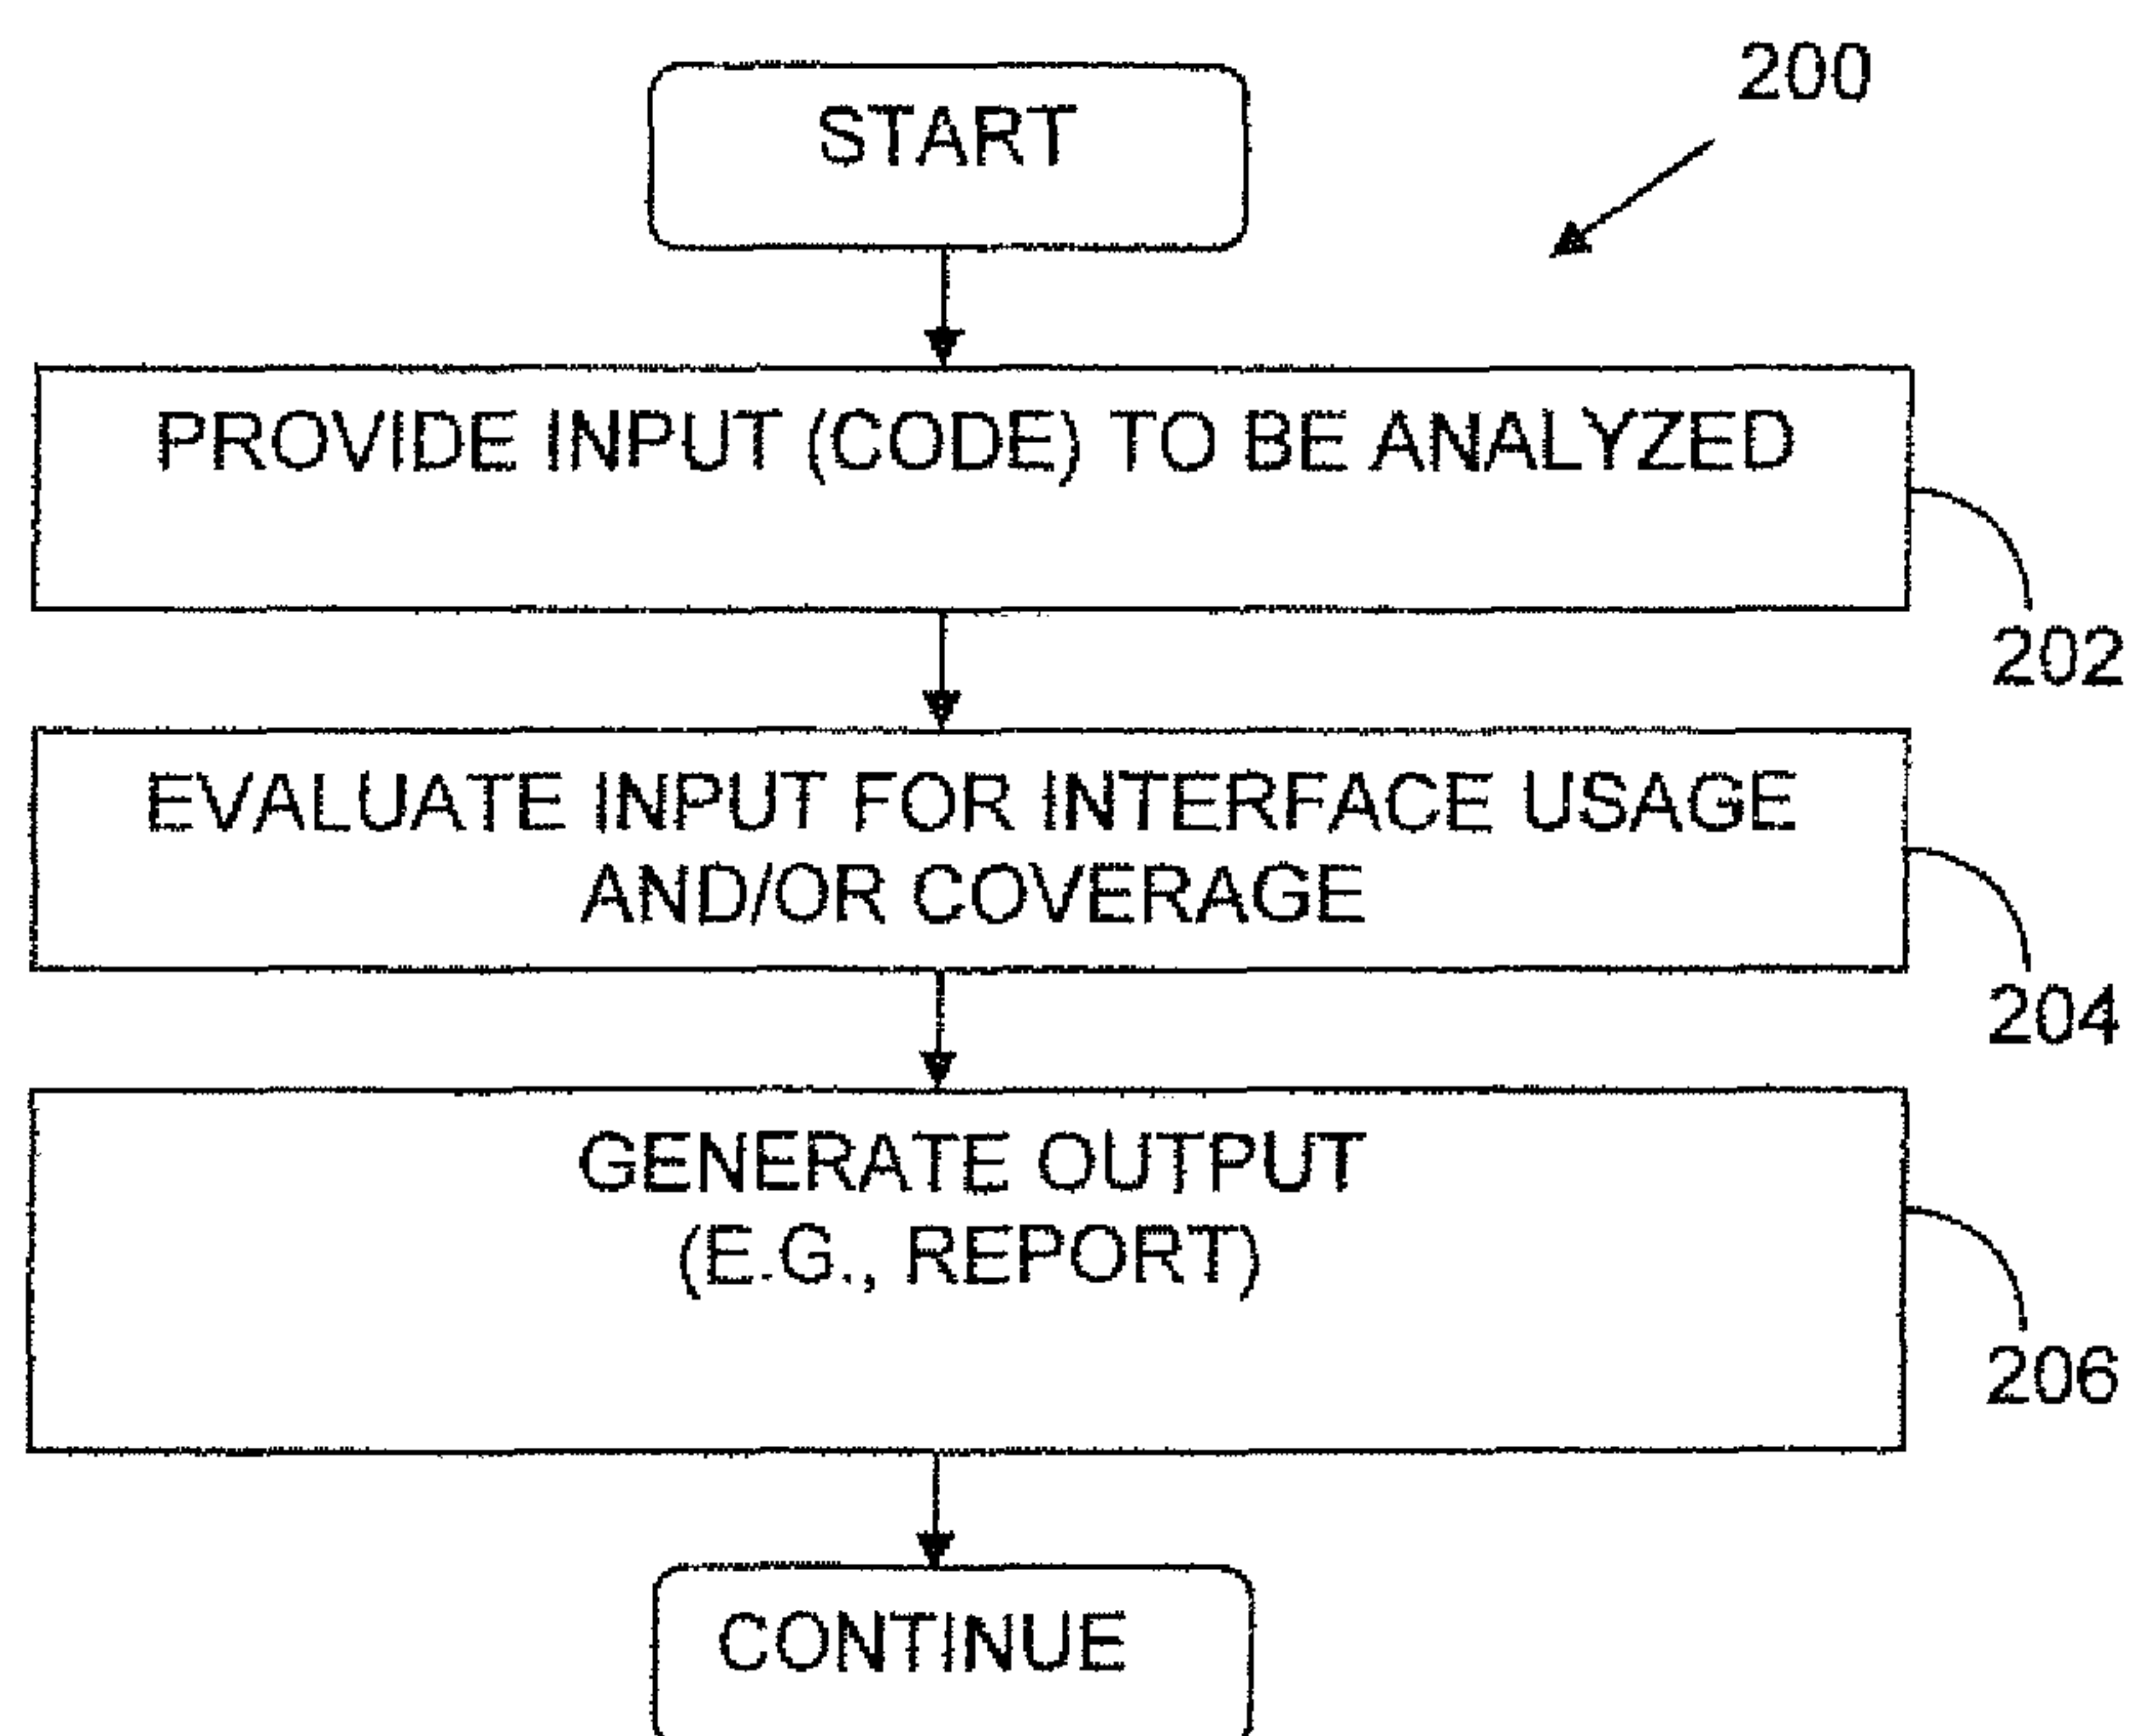 START
200
PROVIDE INPUT (CODE) TO BE ANALYZED
202
EVALUATE INPUT FOR INTERFACE USAGE
AND/OR COVERAGE
204
GENERATE OUTPUT
(E.G., REPORT)
206
CONTINUE